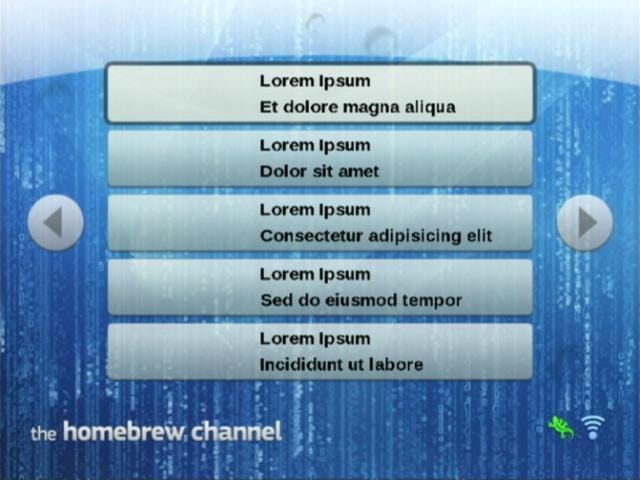 Lorem Ipsum
Et dolore magna aliqua
Lorem Ipsum
Dolor sit amet
Lorem Ipsum
Consectetur adipisicing elit
Lorem Ipsum
Sed do eiusmod tempor
Lorem Ipsum
Incididunt ut labore
the homebrew channel